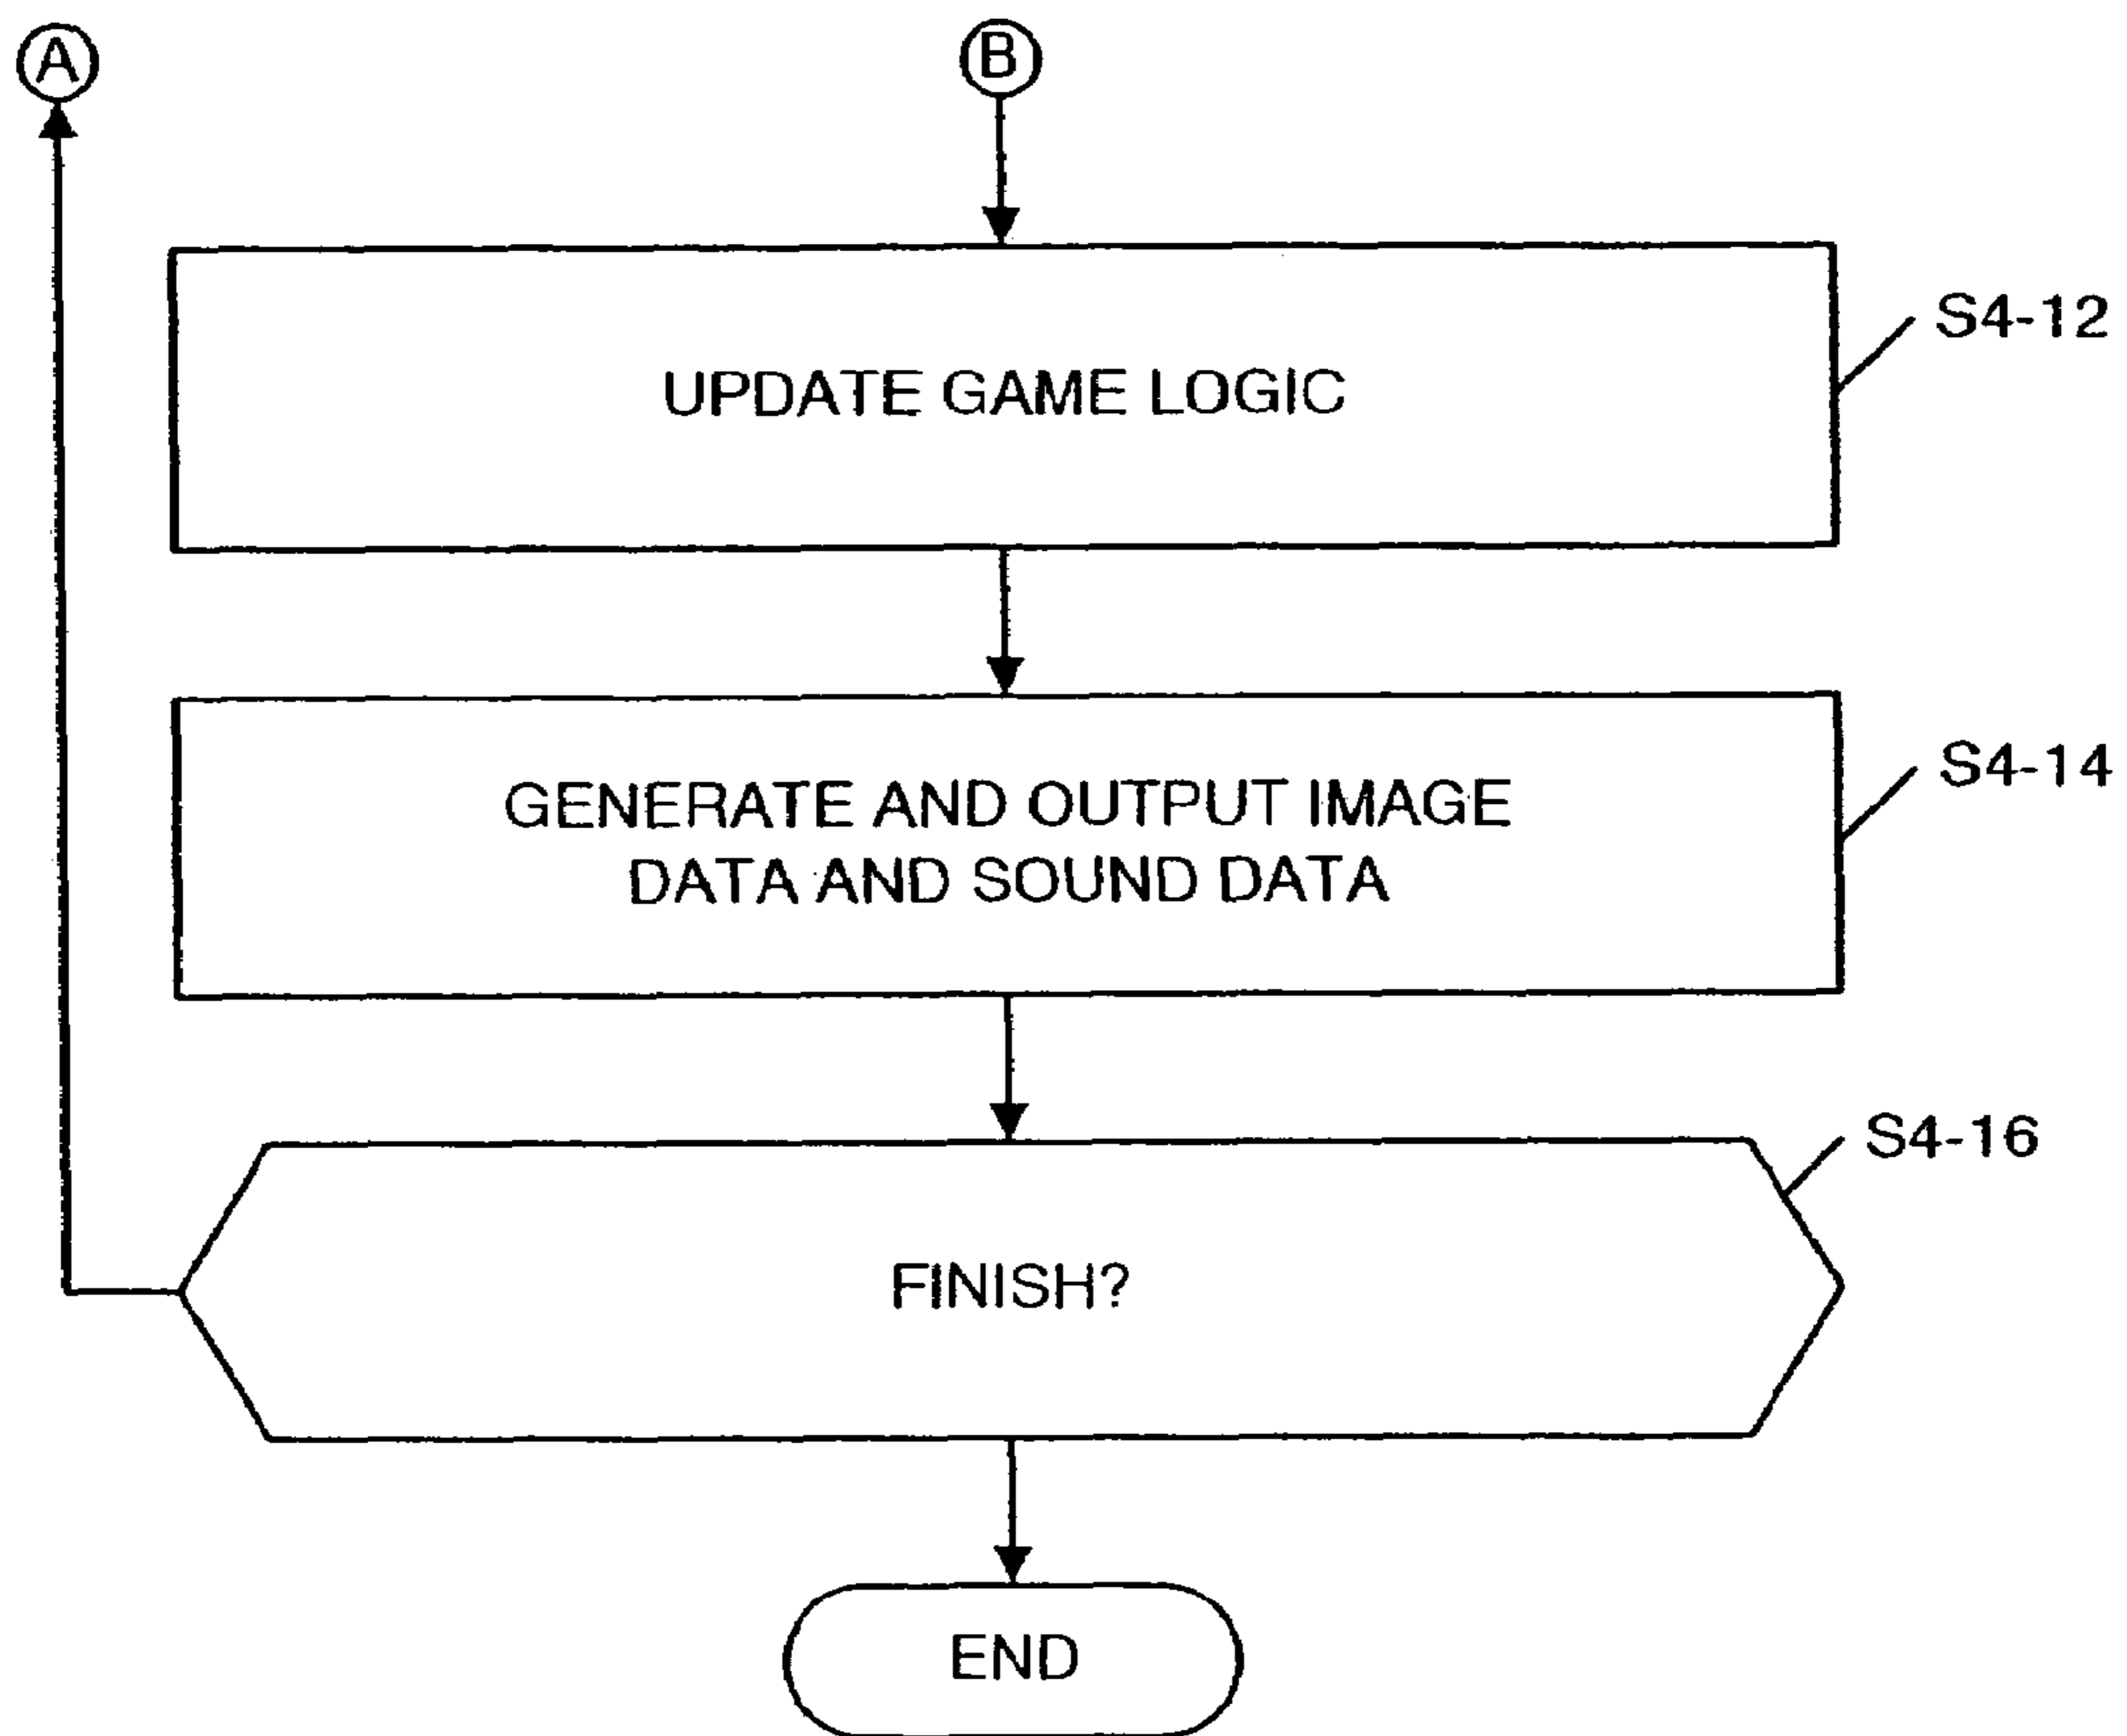 A
B
UPDATE GAME LOGIC
S4-12
GENERATE AND OUTPUT IMAGE
DATA AND SOUND DATA
S4-14
FINISH?
S4-16
END